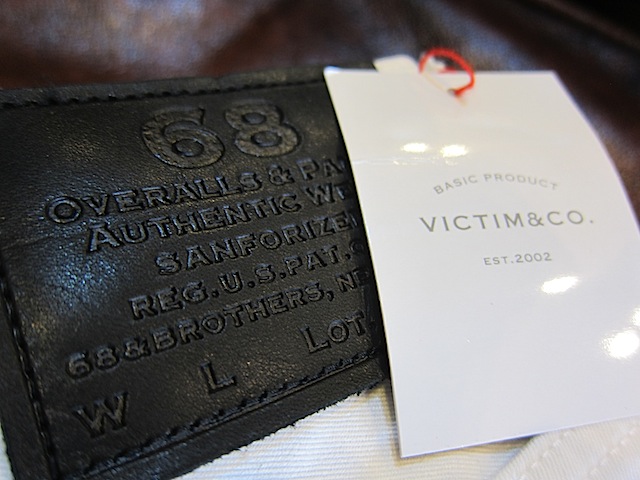 68
OVERALLS & PA
AUTHENTIC WE
SANFORIZE
REG. U.S. PAT.
68&BROTHERS, N
W L LOT.
BASIC PRODUCT
VICTIM&CO.
EST.2002